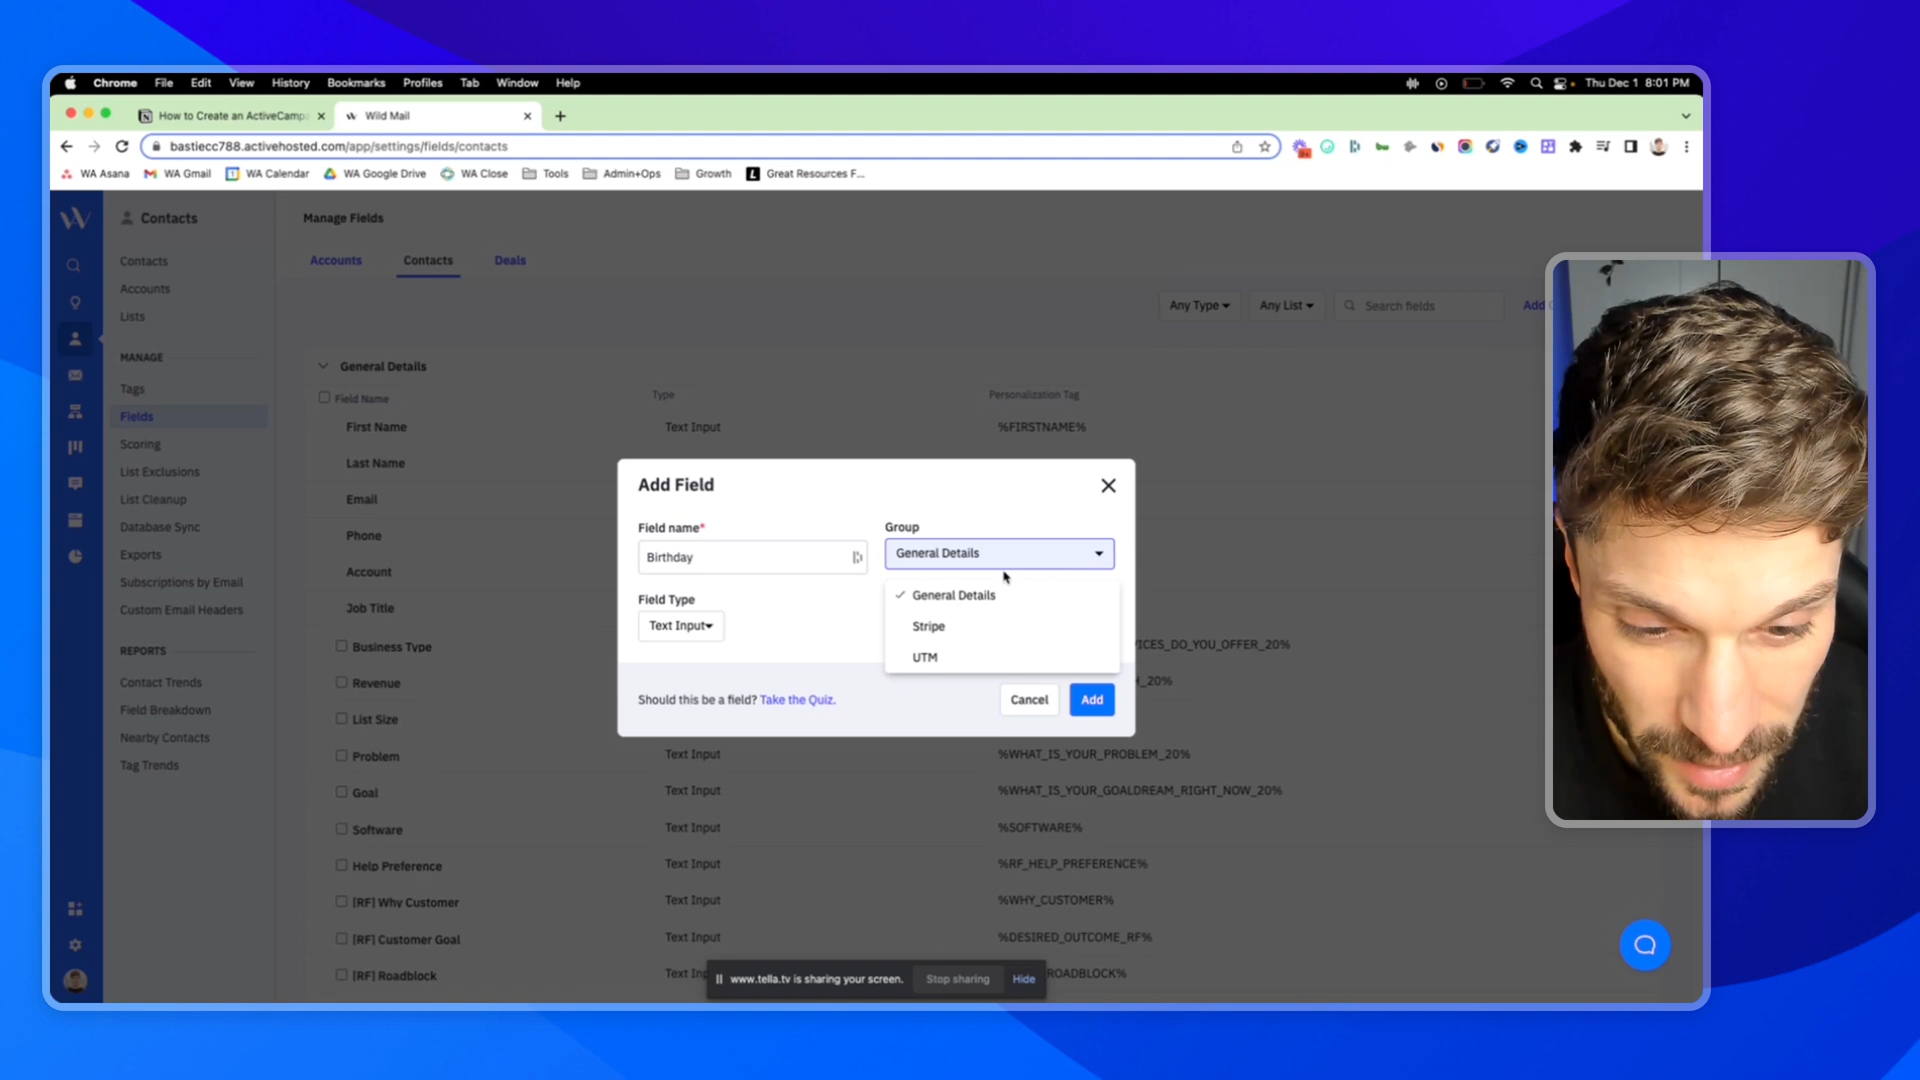 Chrome File Edit View History Bookmarks Profiles Tab Window Help Thu Dec 1 8:01 PM
How to Create an ActiveCamp
Wild Mail
bastiecc788.activehosted.com/app/settings/fields/contacts
WA Asana WA Gmail WA Calendar WA Google Drive WA Close Tools Admin+Ops Growth Great Resources F...
Contacts
Contacts
Accounts
Lists
MANAGE
Tags
Fields
Scoring
List Exclusions
List Cleanup
Database Sync
Exports
Subscriptions by Email
Custom Email Headers
REPORTS
Contact Trends
Field Breakdown
Nearby Contacts
Tag Trends
Manage Fields
Accounts Contacts Deals
Any Type Any List Search fields Add
General Details
Field Name Type Personalization Tag
First Name Text Input %FIRSTNAME%
Last Name
Email
Phone
Account
Job Title
Business Type ICES_DO_YOU_OFFER_20%
Revenue _20%
List Size
Problem Text Input %WHAT_IS_YOUR_PROBLEM_20%
Goal Text Input %WHAT_IS_YOUR_GOALDREAM_RIGHT_NOW_20%
Software Text Input %SOFTWARE%
Help Preference Text Input %RF_HELP_PREFERENCE%
[RF] Why Customer Text Input %WHY_CUSTOMER%
[RF] Customer Goal Text Input %DESIRED_OUTCOME_RF%
[RF] Roadblock Text Inp ROADBLOCK%
Add Field
Field name* Group
Birthday General Details
Field Type
Text Input
General Details
Stripe
UTM
Should this be a field? Take the Quiz. Cancel Add
www.tella.tv is sharing your screen. Stop sharing Hide